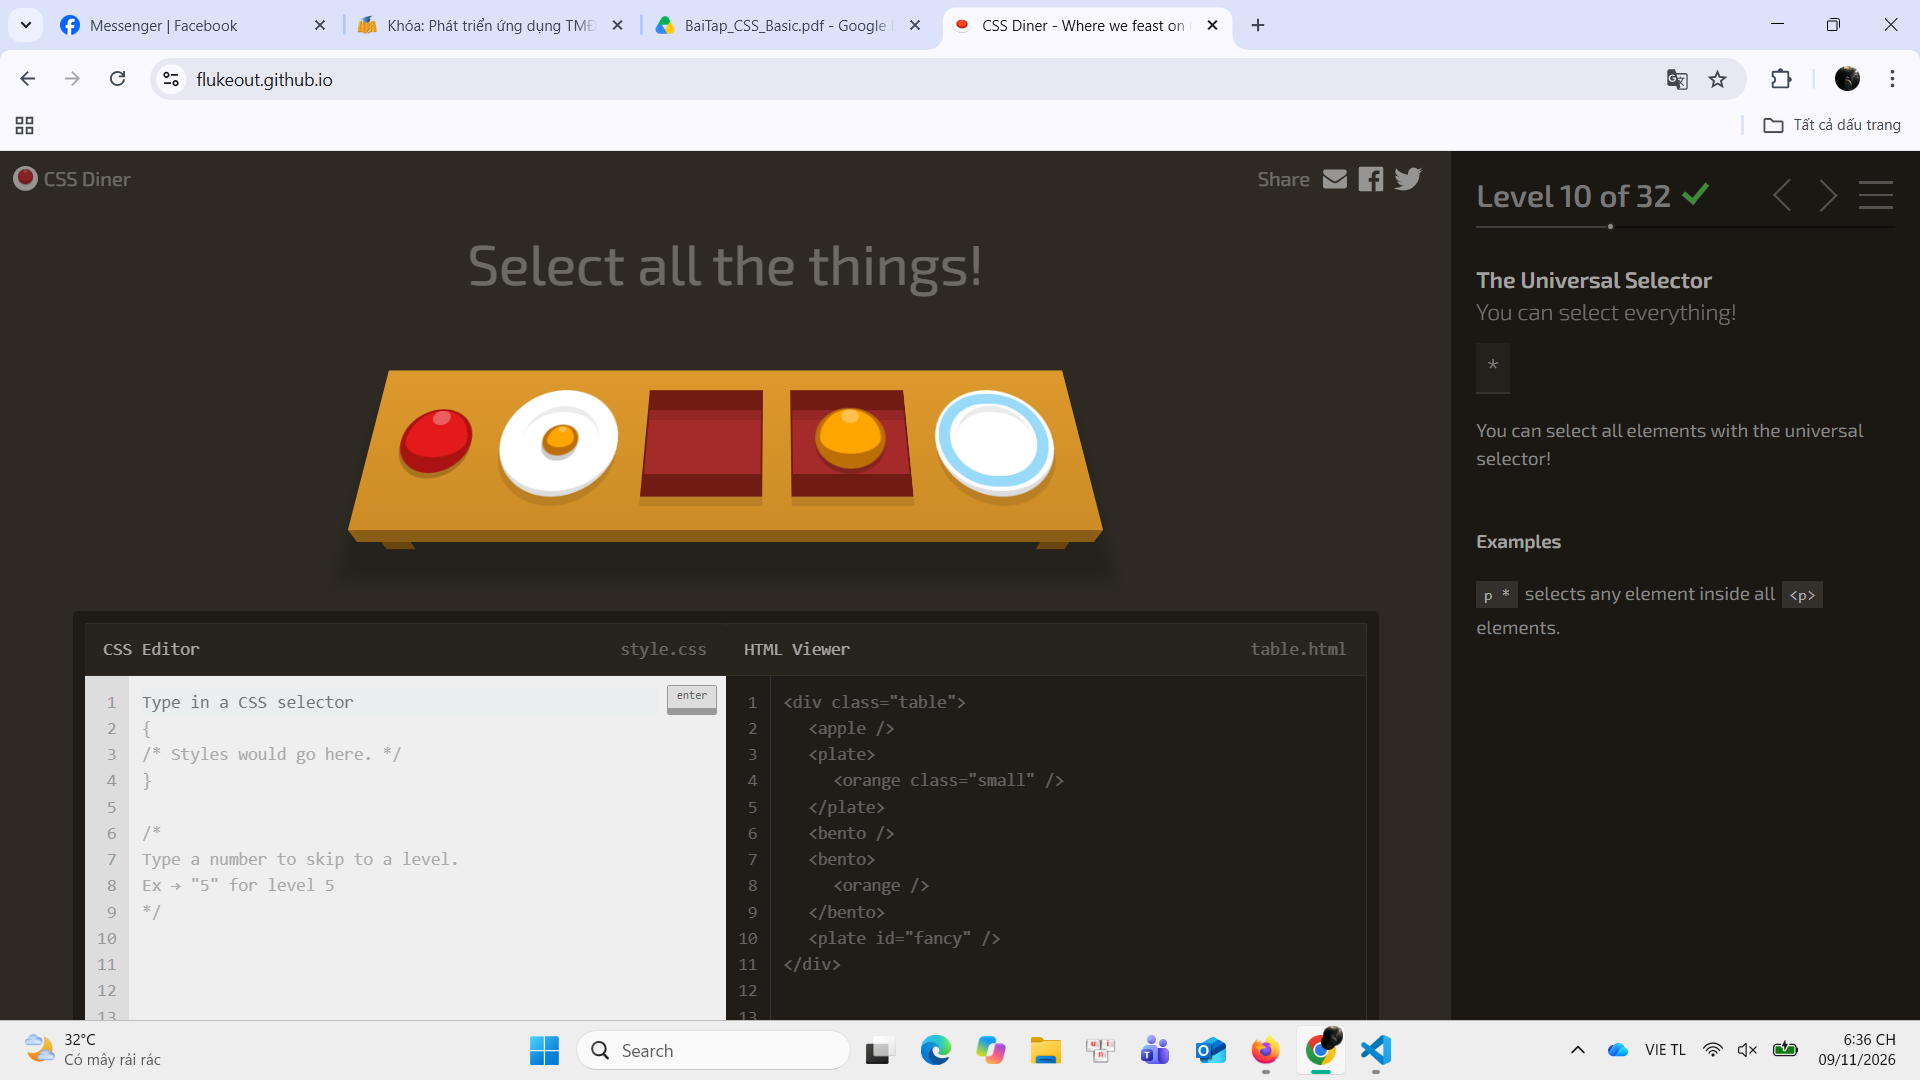 Messenger | Facebook
Khóa: Phát triển ứng dụng TMĐ
BaiTap_CSS_Basic.pdf - Google
CSS Diner - Where we feast on
flukeout.github.io
Tất cả dấu trang
CSS Diner
Share
Select all the things!
Level 10 of 32
The Universal Selector
You can select everything!
*
You can select all elements with the universal
selector!
Examples
p * selects any element inside all <p>
elements.
CSS Editor
style.css
enter
1 Type in a CSS selector
2 {
3 /* Styles would go here. */
4 }
5
6 /*
7 Type a number to skip to a level.
8 Ex → "5" for level 5
9 */
10
11
12
13
HTML Viewer
table.html
1 <div class="table">
2 <apple />
3 <plate>
4 <orange class="small" />
5 </plate>
6 <bento />
7 <bento>
8 <orange />
9 </bento>
10 <plate id="fancy" />
11 </div>
12
13
32°C
Có mây rải rác
Search
VIE TL
6:36 CH
09/11/2026